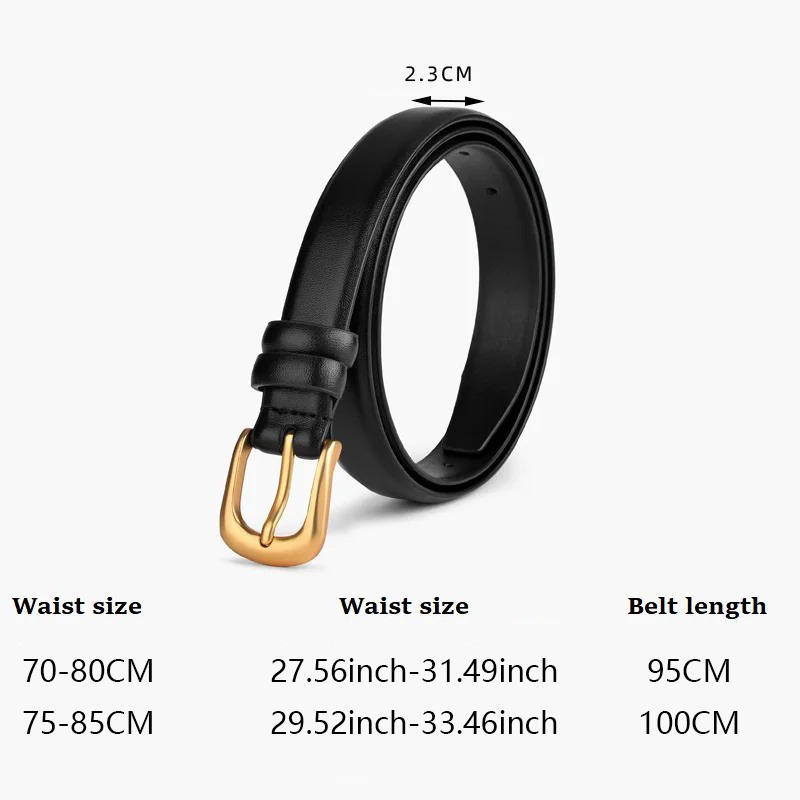 2.3CM
Waist size Waist size Belt length
70-80CM 27.56inch-31.49inch 95CM
75-85CM 29.52inch-33.46inch 100CM